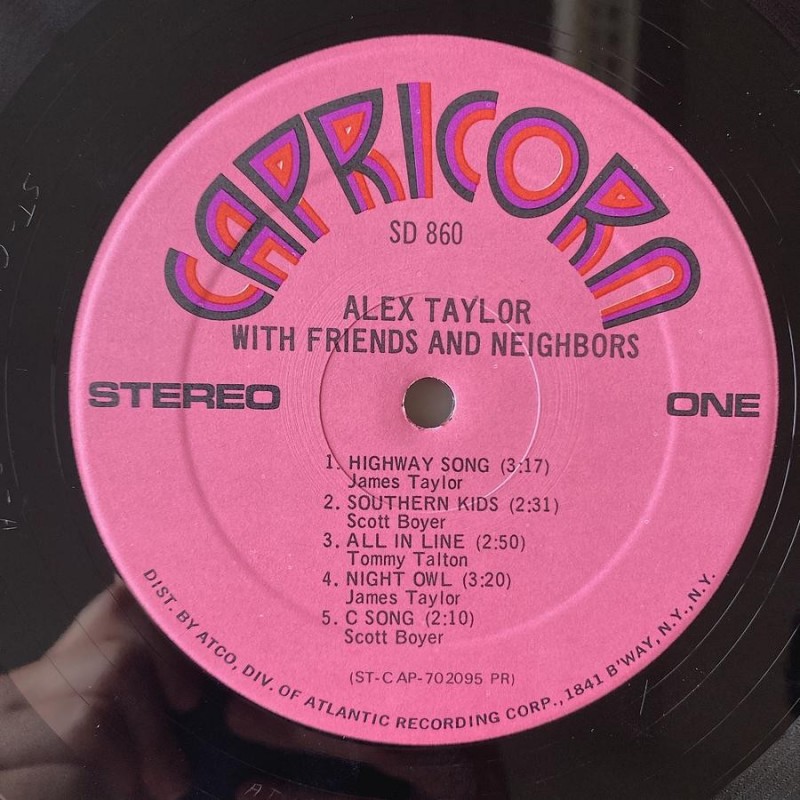 CAPRICORN
SD 860
ALEX TAYLOR
WITH FRIENDS AND NEIGHBORS
STEREO
ONE
1. HIGHWAY SONG (3:17)
James Taylor
2. SOUTHERN KIDS (2:31)
Scott Boyer
3. ALL IN LINE (2:50)
Tommy Talton
4. NIGHT OWL (3:20)
James Taylor
5. C SONG (2:10)
Scott Boyer
(ST-C AP-702095 PR)
DIST. BY ATCO, DIV. OF ATLANTIC RECORDING CORP., 1841 B'WAY, N.Y., N.Y.